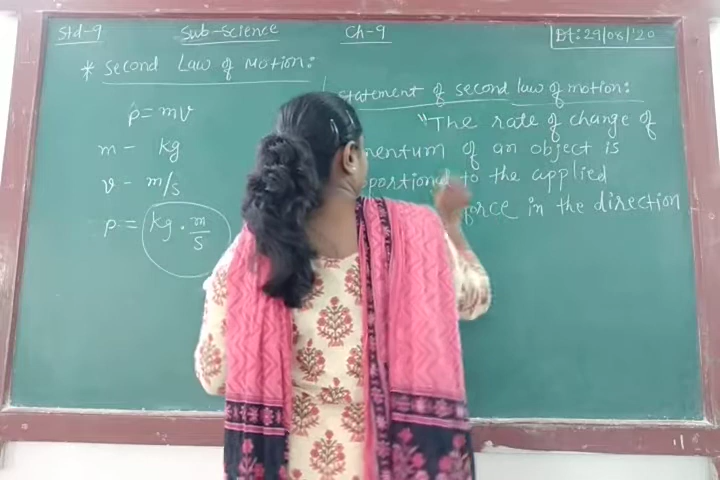 Std-9 Sub-Science Ch-9 Dt:29/08/'20
* Second Law of Motion:
p = mv
m - kg
v - m/s
p = kg . m/s
statement of second law of motion:
"The rate of change of
mentum of an object is
portional to the applied
force in the direction